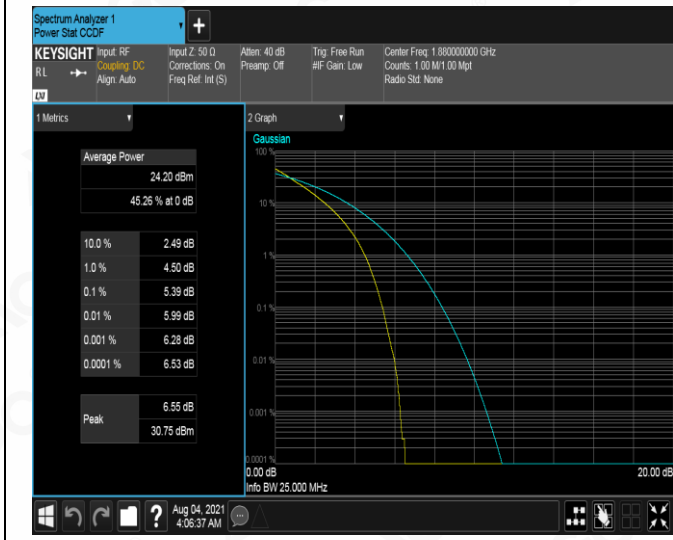 Spectrum Analyzer 1
Power Stat CCDF
+
KEYSIGHT
RL
LXI
Input: RF
Coupling: DC
Align: Auto
Input Z: 50 Ω
Corrections: On
Freq Ref: Int (S)
Atten: 40 dB
Preamp: Off
Trig: Free Run
#IF Gain: Low
Center Freq: 1.880000000 GHz
Counts: 1.00 M/1.00 Mpt
Radio Std: None
1 Metrics
Average Power
24.20 dBm
45.26 % at 0 dB
10.0 % 2.49 dB
1.0 % 4.50 dB
0.1 % 5.39 dB
0.01 % 5.99 dB
0.001 % 6.28 dB
0.0001 % 6.53 dB
Peak
6.55 dB
30.75 dBm
2 Graph
Gaussian
100 %
10 %
1 %
0.1 %
0.01 %
0.001 %
0.0001 %
0.00 dB 20.00 dB
Info BW 25.000 MHz
?
Aug 04, 2021
4:06:37 AM